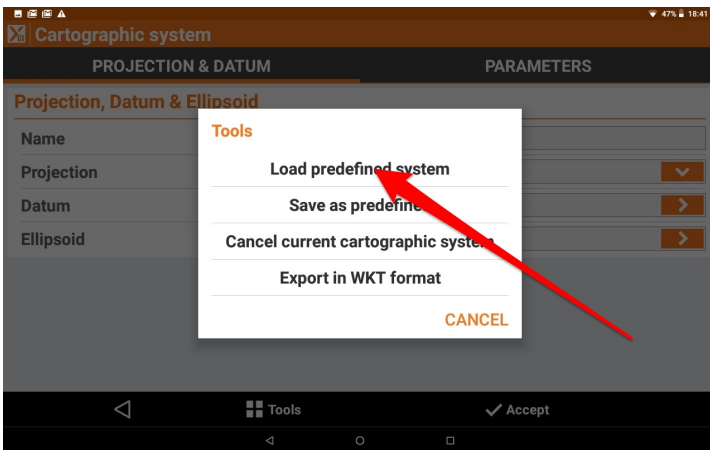 47% 18:41
Cartographic system
PROJECTION & DATUM
PARAMETERS
Projection, Datum & Ellipsoid
Name
Projection
Datum
Ellipsoid
Tools
Load predefined system
Save as predefine
Cancel current cartographic system
Export in WKT format
CANCEL
Tools
Accept